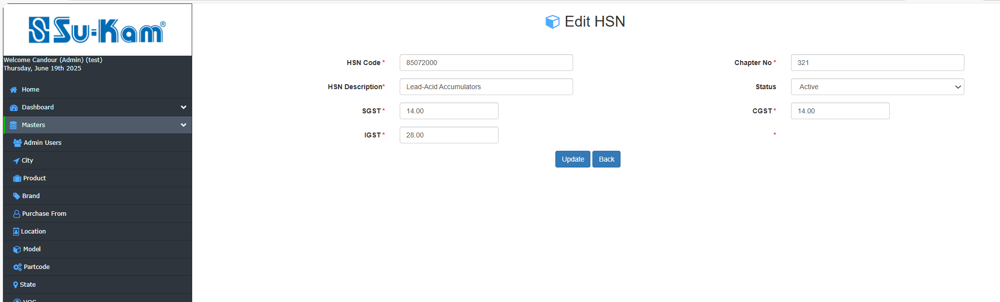 Su-Kam®
Welcome Candour (Admin) (test)
Thursday, June 19th 2025
Home
Dashboard
Masters
Admin Users
City
Product
Brand
Purchase From
Location
Model
Partcode
State
Edit HSN
HSN Code * 85072000 Chapter No * 321
HSN Description* Lead-Acid Accumulators Status Active
SGST * 14.00 CGST * 14.00
IGST * 28.00 *
Update Back